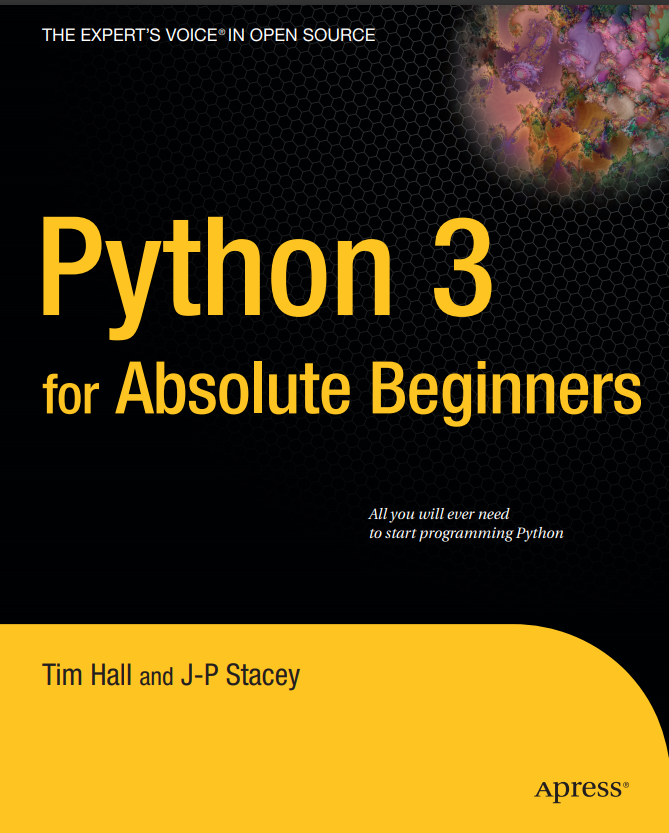 THE EXPERT'S VOICE® IN OPEN SOURCE
Python 3
for Absolute Beginners
All you will ever need
to start programming Python
Tim Hall and J-P Stacey
Apress®